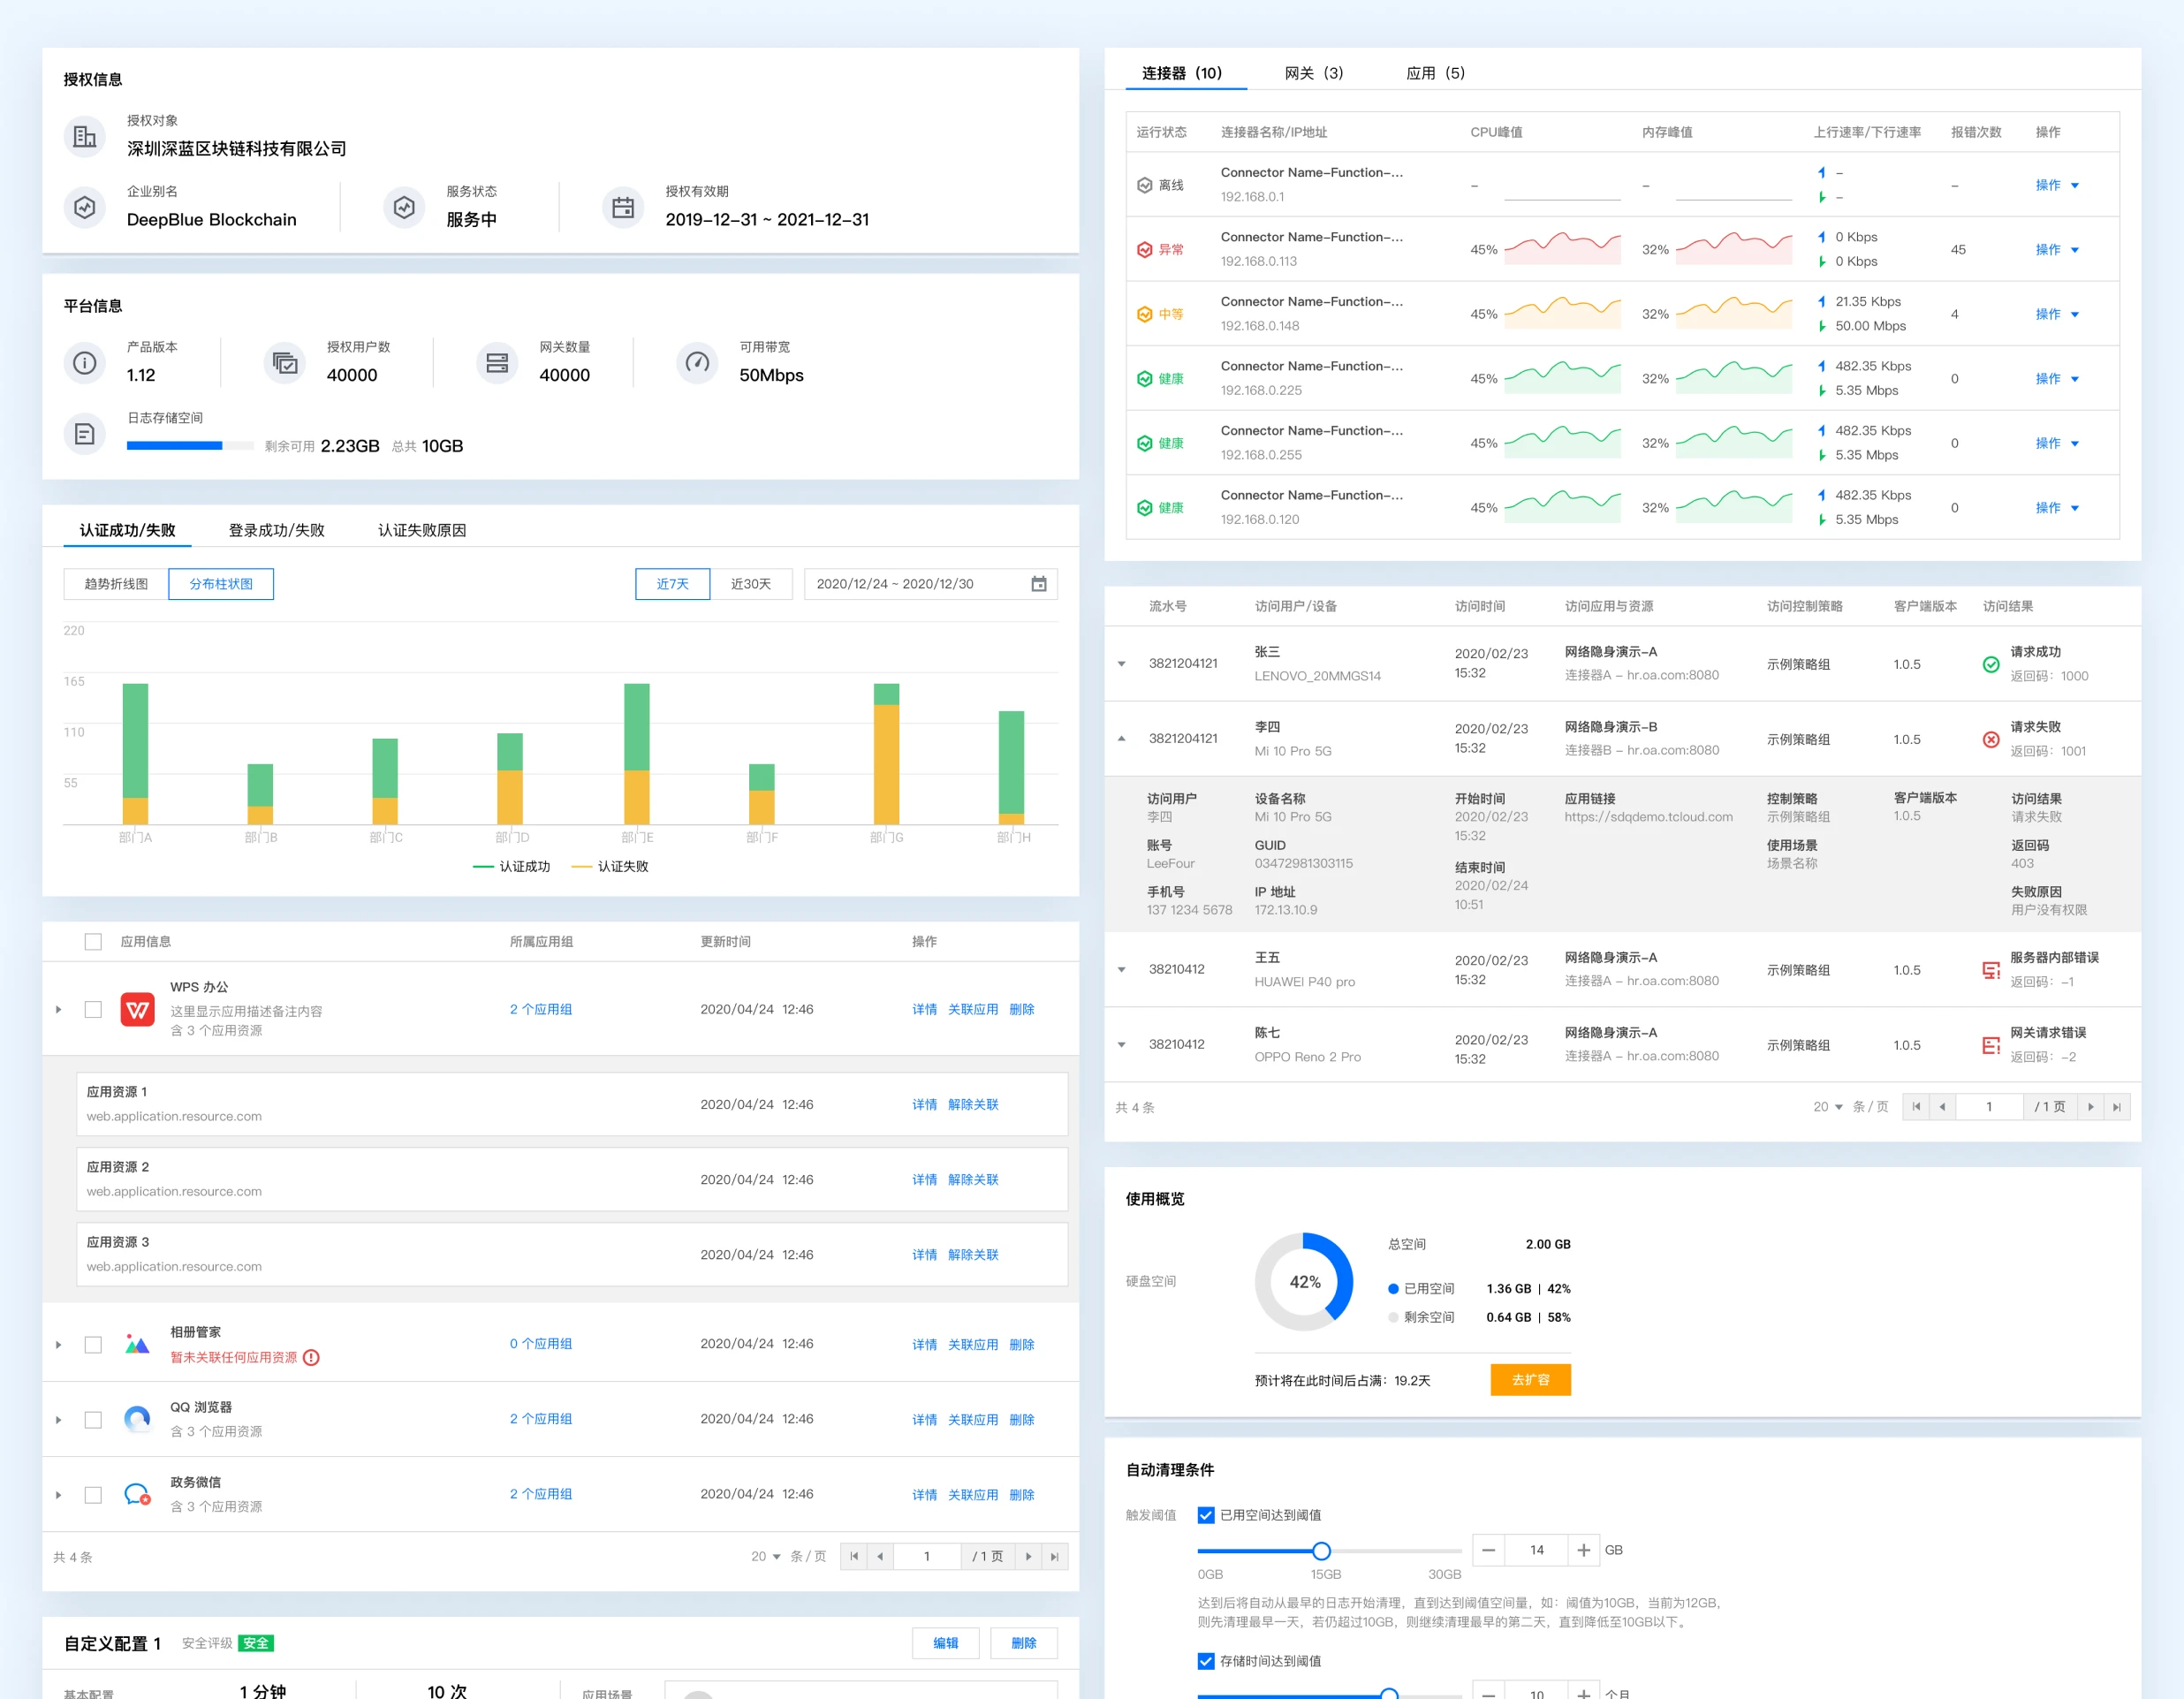 授权信息
授权对象
深圳深蓝区块链科技有限公司
企业别名
DeepBlue Blockchain
服务状态
服务中
授权有效期
2019-12-31 ~ 2021-12-31
平台信息
产品版本
1.12
授权用户数
40000
网关数量
40000
可用带宽
50Mbps
日志存储空间
剩余可用 2.23GB 总共 10GB
认证成功/失败 登录成功/失败 认证失败原因
趋势折线图 分布柱状图 近7天 近30天 2020/12/24 ~ 2020/12/30
220
165
110
55
部门A 部门B 部门C 部门D 部门E 部门F 部门G 部门H
认证成功 认证失败
应用信息 所属应用组 更新时间 操作
WPS 办公
这里显示应用描述备注内容
含 3 个应用资源
2 个应用组 2020/04/24 12:46 详情 关联应用 删除
应用资源 1
web.application.resource.com
2020/04/24 12:46 详情 解除关联
应用资源 2
web.application.resource.com
2020/04/24 12:46 详情 解除关联
应用资源 3
web.application.resource.com
2020/04/24 12:46 详情 解除关联
相册管家
暂未关联任何应用资源
0 个应用组 2020/04/24 12:46 详情 关联应用 删除
QQ 浏览器
含 3 个应用资源
2 个应用组 2020/04/24 12:46 详情 关联应用 删除
政务微信
含 3 个应用资源
2 个应用组 2020/04/24 12:46 详情 关联应用 删除
共 4 条 20 条 / 页 1 / 1 页
自定义配置 1 安全评级 安全 编辑 删除
基本配置 1 分钟 10 次 应用场景
连接器（10） 网关（3） 应用（5）
运行状态 连接器名称/IP地址 CPU峰值 内存峰值 上行速率/下行速率 报错次数 操作
离线
Connector Name-Function-...
192.168.0.1
– –
–
–
– 操作
异常
Connector Name-Function-...
192.168.0.113
45% 32%
0 Kbps
0 Kbps
45 操作
中等
Connector Name-Function-...
192.168.0.148
45% 32%
21.35 Kbps
50.00 Mbps
4 操作
健康
Connector Name-Function-...
192.168.0.225
45% 32%
482.35 Kbps
5.35 Mbps
0 操作
健康
Connector Name-Function-...
192.168.0.255
45% 32%
482.35 Kbps
5.35 Mbps
0 操作
健康
Connector Name-Function-...
192.168.0.120
45% 32%
482.35 Kbps
5.35 Mbps
0 操作
流水号 访问用户/设备 访问时间 访问应用与资源 访问控制策略 客户端版本 访问结果
3821204121
张三
LENOVO_20MMGS14
2020/02/23
15:32
网络隐身演示-A
连接器A - hr.oa.com:8080
示例策略组 1.0.5
请求成功
返回码：1000
3821204121
李四
Mi 10 Pro 5G
2020/02/23
15:32
网络隐身演示-B
连接器B - hr.oa.com:8080
示例策略组 1.0.5
请求失败
返回码：1001
访问用户
李四
账号
LeeFour
手机号
137 1234 5678
设备名称
Mi 10 Pro 5G
GUID
03472981303115
IP 地址
172.13.10.9
开始时间
2020/02/23
15:32
结束时间
2020/02/24
10:51
应用链接
https://sdqdemo.tcloud.com
控制策略
示例策略组
使用场景
场景名称
客户端版本
1.0.5
访问结果
请求失败
返回码
403
失败原因
用户没有权限
38210412
王五
HUAWEI P40 pro
2020/02/23
15:32
网络隐身演示-A
连接器A - hr.oa.com:8080
示例策略组 1.0.5
服务器内部错误
返回码：-1
38210412
陈七
OPPO Reno 2 Pro
2020/02/23
15:32
网络隐身演示-A
连接器A - hr.oa.com:8080
示例策略组 1.0.5
网关请求错误
返回码：-2
共 4 条 20 条 / 页 1 / 1 页
使用概览
硬盘空间
42%
总空间 2.00 GB
已用空间 1.36 GB | 42%
剩余空间 0.64 GB | 58%
预计将在此时间后占满：19.2天 去扩容
自动清理条件
触发阈值 已用空间达到阈值
14 GB
0GB 15GB 30GB
达到后将自动从最早的日志开始清理，直到达到阈值空间量，如：阈值为10GB，当前为12GB，
则先清理最早一天，若仍超过10GB，则继续清理最早的第二天，直到降低至10GB以下。
存储时间达到阈值
10 个月